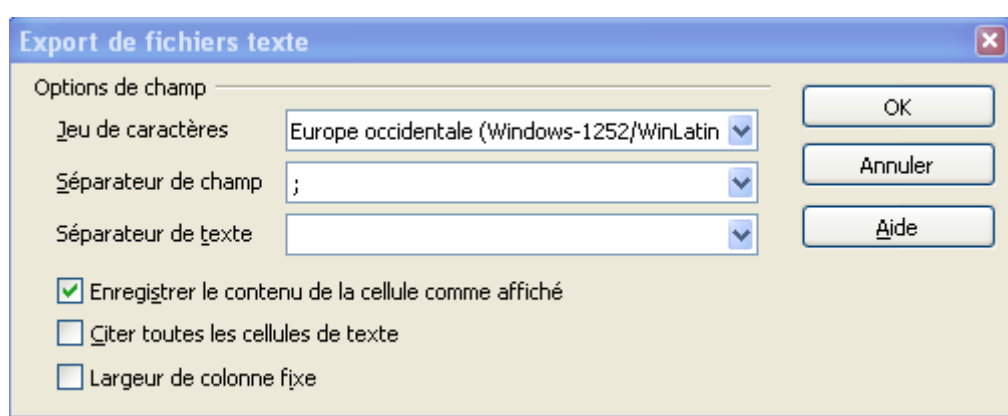 Export de fichiers texte
Options de champ
Jeu de caractères
Europe occidentale (Windows-1252/WinLatin
Séparateur de champ
;
Séparateur de texte
Enregistrer le contenu de la cellule comme affiché
Citer toutes les cellules de texte
Largeur de colonne fixe
OK
Annuler
Aide